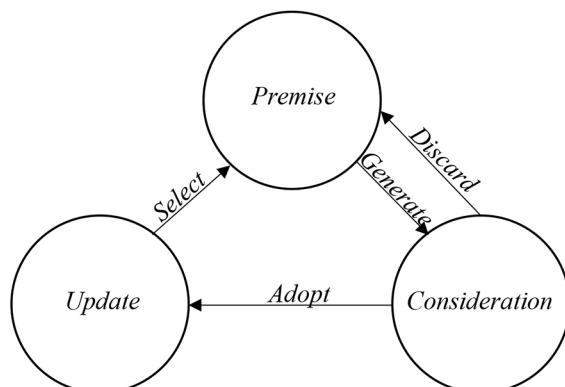 Premise
Discard
Generate
Select
Update
Adopt
Consideration